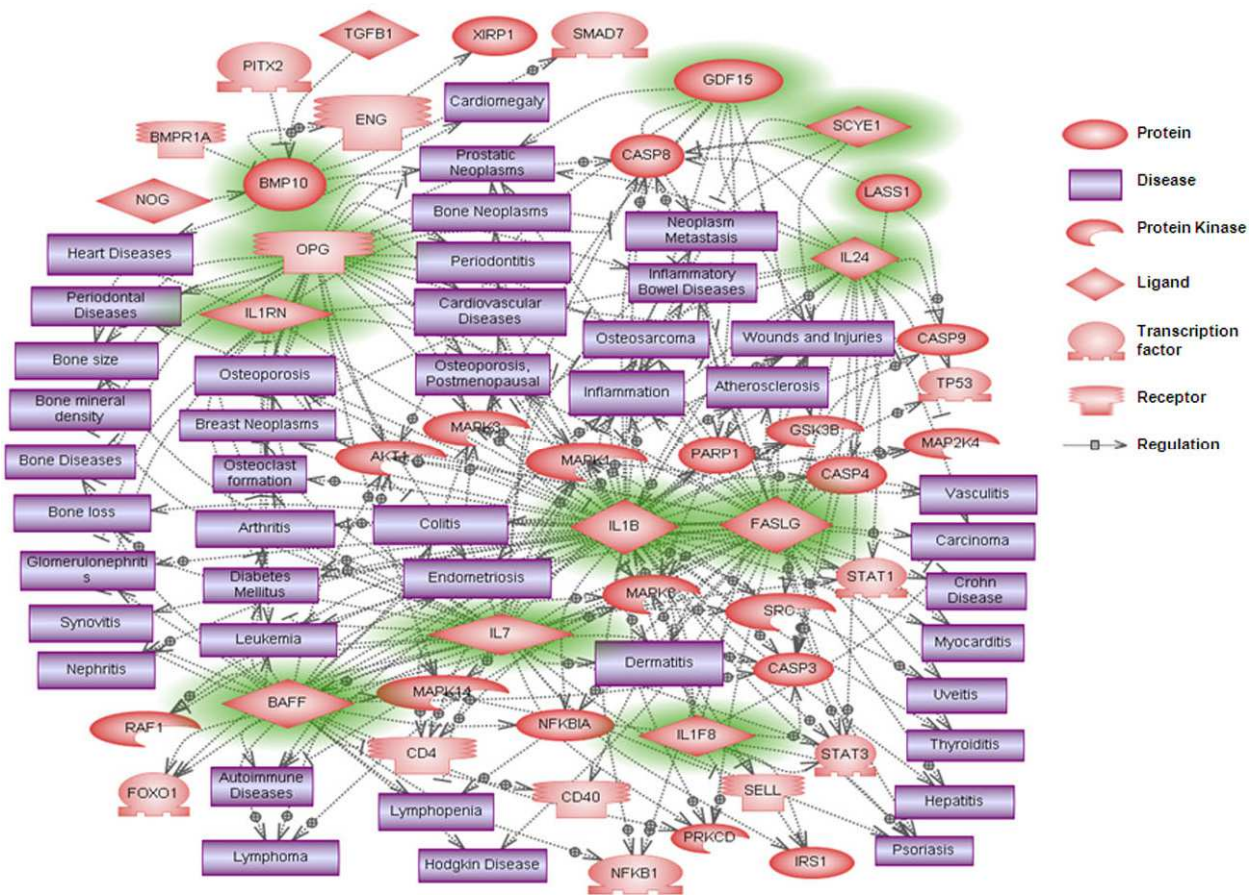 TGFB1
XIRP1
SMAD7
PITX2
GDF15
Cardiomegaly
ENG
SCYE1
Protein
BMPR1A
CASP8
Prostatic
Neoplasms
BMP10
LASS1
Disease
NOG
Bone Neoplasms
Neoplasm
Metastasis
Protein Kinase
Heart Diseases
OPG
IL24
Periodontitis
Inflammatory
Bowel Diseases
Ligand
Periodontal
Diseases
IL1RN
Cardiovascular
Diseases
Transcription
factor
Osteosarcoma
Wounds and Injuries
CASP9
Bone size
Osteoporosis
Osteoporosis,
Postmenopausal
Inflammation
Atherosclerosis
TP53
Receptor
Bone mineral
density
Breast Neoplasms
MAPK3
GSK3B
MAP2K4
Regulation
Bone Diseases
AKT1
MAPK1
PARP1
CASP4
Osteoclast
formation
Vasculitis
Bone loss
Arthritis
Colitis
IL1B
FASLG
Carcinoma
Glomerulonephriti
s
Diabetes
Mellitus
Endometriosis
STAT1
Crohn
Disease
MAPK8
SRC
Synovitis
Leukemia
IL7
Myocarditis
Nephritis
Dermatitis
CASP3
Uveitis
BAFF
MAPK14
RAF1
NFKBIA
IL1F8
Thyroiditis
CD4
STAT3
FOXO1
Autoimmune
Diseases
CD40
SELL
Hepatitis
Lymphopenia
PRKCD
Psoriasis
Lymphoma
Hodgkin Disease
NFKB1
IRS1